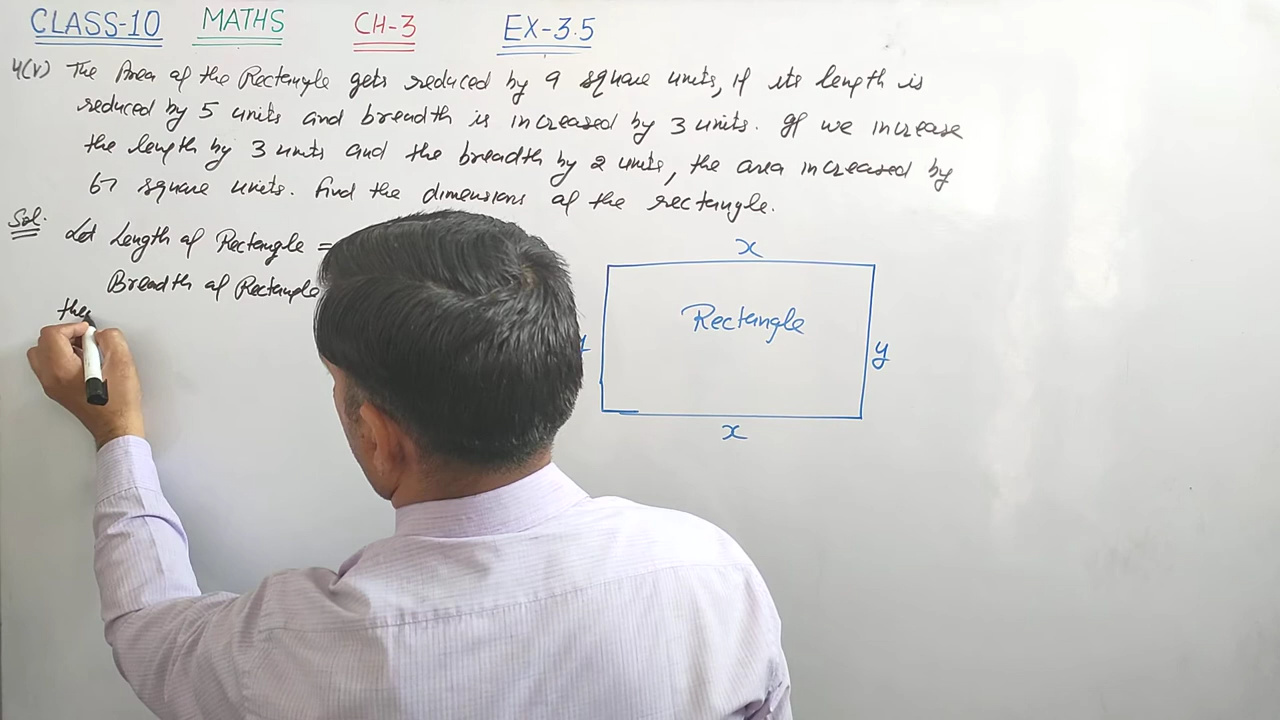 CLASS-10 MATHS CH-3 EX-3.5
4(V) The Area of the Rectangle gets reduced by 9 square units, if its length is
reduced by 5 units and breadth is increased by 3 units. If we increase
the length by 3 units and the breadth by 2 units, the area increased by
67 square units. find the dimensions of the rectangle.
Sol. Let Length of Rectangle =
Breadth of Rectangle
the
x
Rectangle
y
x